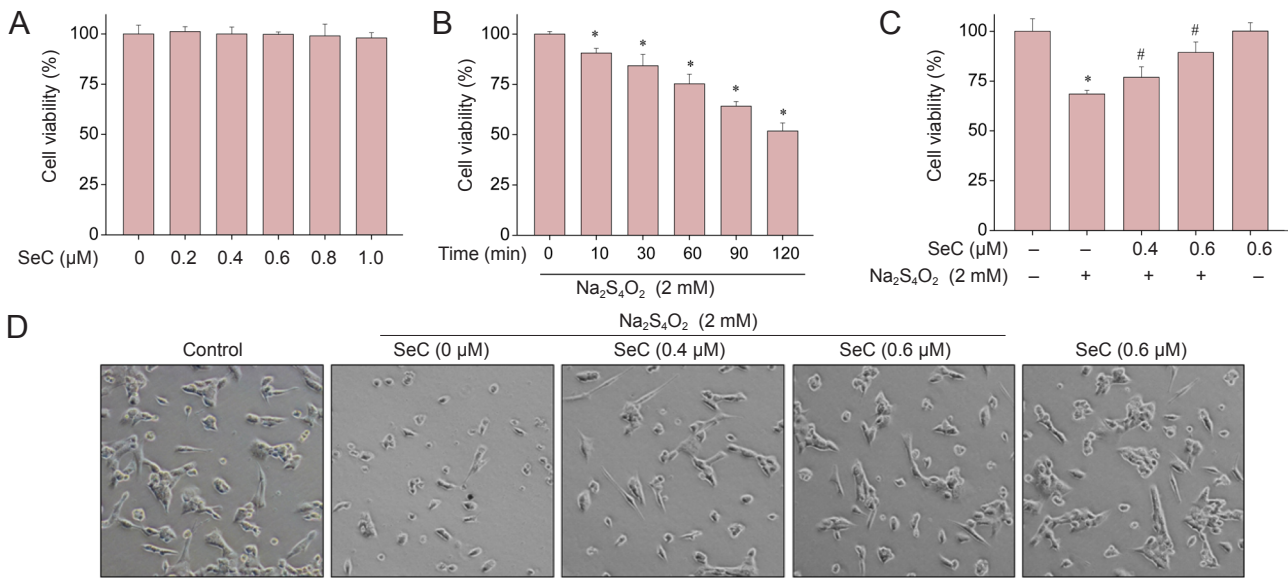 A
Cell viability (%)
100
75
50
25
0
SeC (µM)
0 0.2 0.4 0.6 0.8 1.0
B
Cell viability (%)
100
75
50
25
0
* * * * *
Time (min)
0 10 30 60 90 120
Na₂S₄O₂ (2 mM)
C
Cell viability (%)
100
75
50
25
0
* # #
SeC (µM) – – 0.4 0.6 0.6
Na₂S₄O₂ (2 mM) – + + + –
D
Na₂S₄O₂ (2 mM)
Control SeC (0 µM) SeC (0.4 µM) SeC (0.6 µM) SeC (0.6 µM)